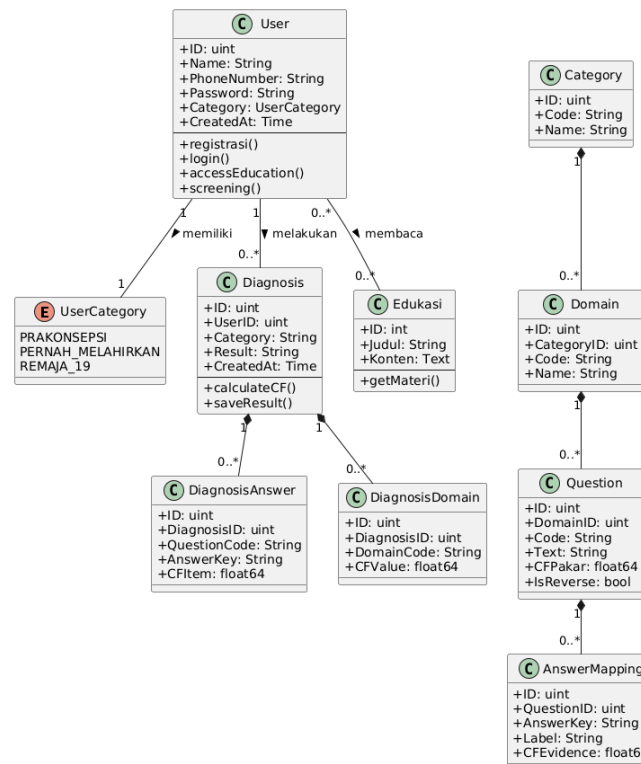 C User
+ID: uint
+Name: String
+PhoneNumber: String
+Password: String
+Category: UserCategory
+CreatedAt: Time
+registrasi()
+login()
+accessEducation()
+screening()
C Category
+ID: uint
+Code: String
+Name: String
1
1
1
0..*
memiliki
melakukan
membaca
1
0..*
0..*
0..*
E UserCategory
PRAKONSEPSI
PERNAH_MELAHIRKAN
REMAJA_19
C Diagnosis
+ID: uint
+UserID: uint
+Category: String
+Result: String
+CreatedAt: Time
+calculateCF()
+saveResult()
C Edukasi
+ID: int
+Judul: String
+Konten: Text
+getMateri()
C Domain
+ID: uint
+CategoryID: uint
+Code: String
+Name: String
1
1
1
0..*
0..*
0..*
C DiagnosisAnswer
+ID: uint
+DiagnosisID: uint
+QuestionCode: String
+AnswerKey: String
+CFItem: float64
C DiagnosisDomain
+ID: uint
+DiagnosisID: uint
+DomainCode: String
+CFValue: float64
C Question
+ID: uint
+DomainID: uint
+Code: String
+Text: String
+CFPakar: float64
+IsReverse: bool
1
0..*
C AnswerMapping
+ID: uint
+QuestionID: uint
+AnswerKey: String
+Label: String
+CFEvidence: float6